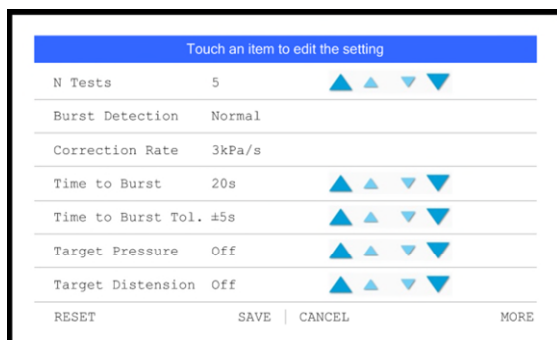 Touch an item to edit the setting
N Tests 5
Burst Detection Normal
Correction Rate 3kPa/s
Time to Burst 20s
Time to Burst Tol. ±5s
Target Pressure Off
Target Distension Off
RESET SAVE | CANCEL MORE